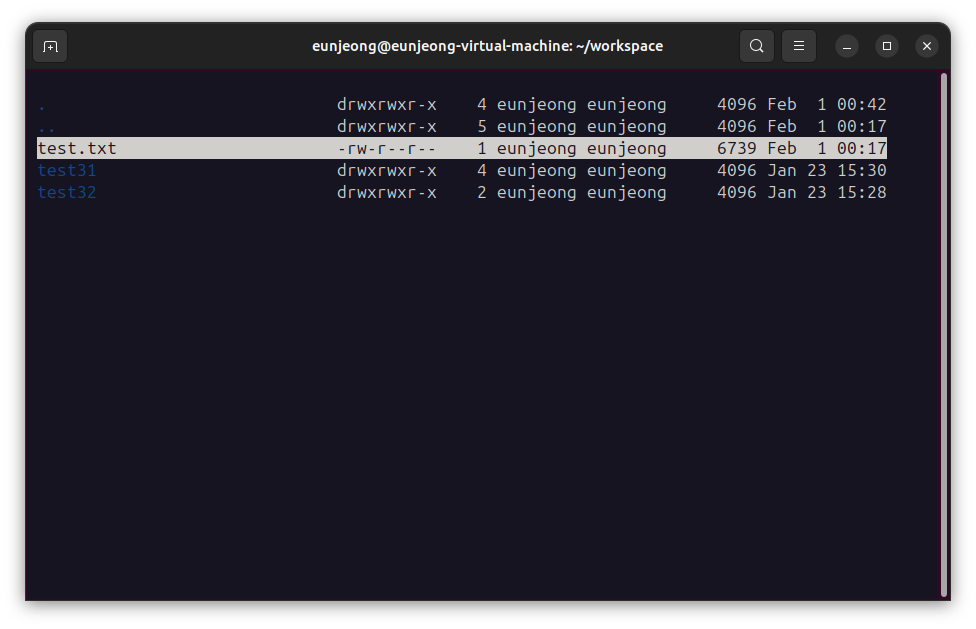 eunjeong@eunjeong-virtual-machine: ~/workspace
. drwxrwxr-x 4 eunjeong eunjeong 4096 Feb 1 00:42
.. drwxrwxr-x 5 eunjeong eunjeong 4096 Feb 1 00:17
test.txt -rw-r--r-- 1 eunjeong eunjeong 6739 Feb 1 00:17
test31 drwxrwxr-x 4 eunjeong eunjeong 4096 Jan 23 15:30
test32 drwxrwxr-x 2 eunjeong eunjeong 4096 Jan 23 15:28